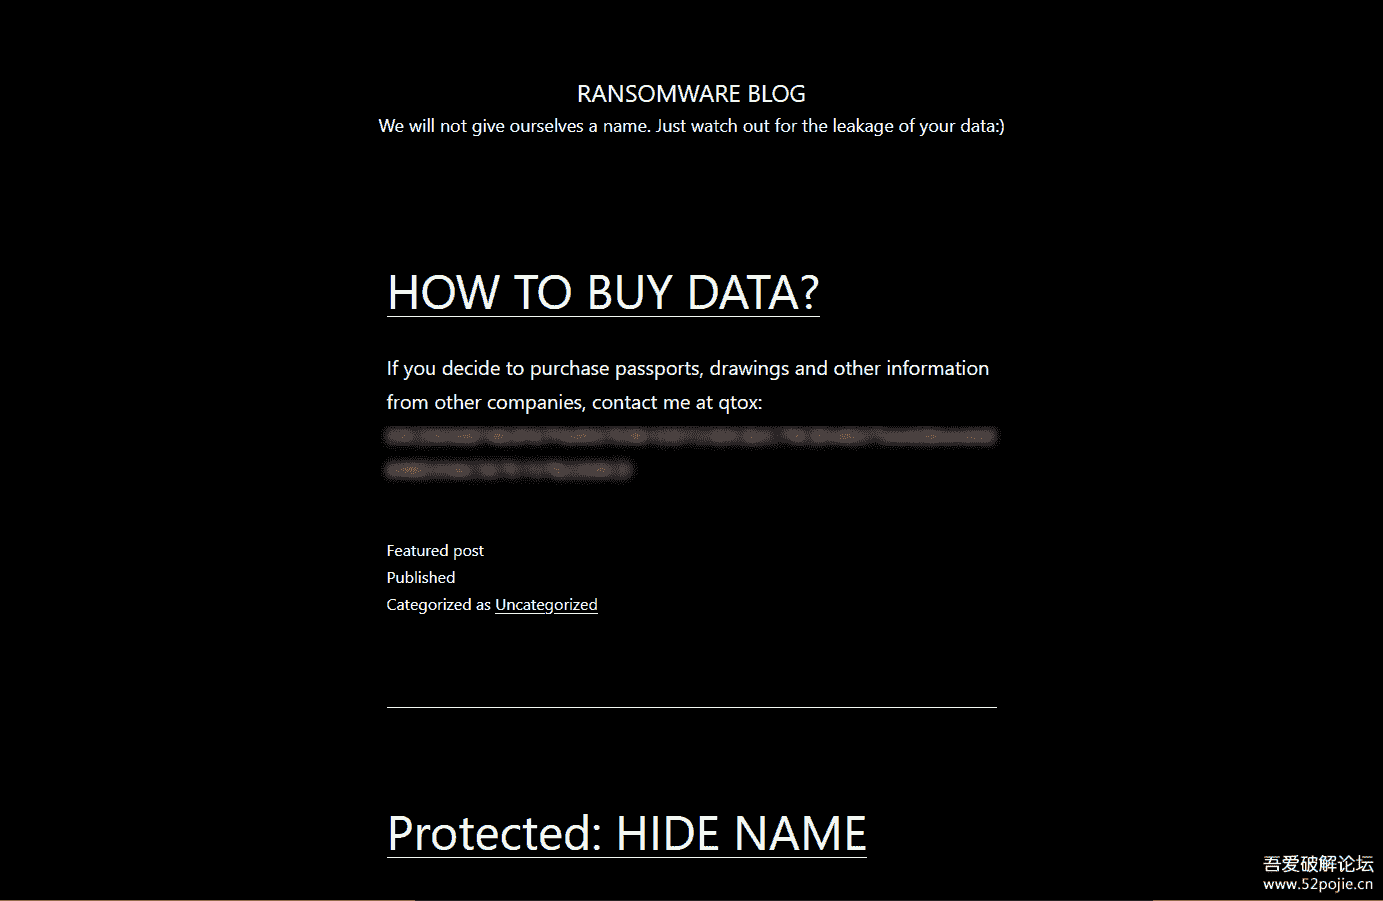 RANSOMWARE BLOG
We will not give ourselves a name. Just watch out for the leakage of your data:)
HOW TO BUY DATA?
If you decide to purchase passports, drawings and other information
from other companies, contact me at qtox:
Featured post
Published
Categorized as Uncategorized
Protected: HIDE NAME
吾爱破解论坛
www.52pojie.cn